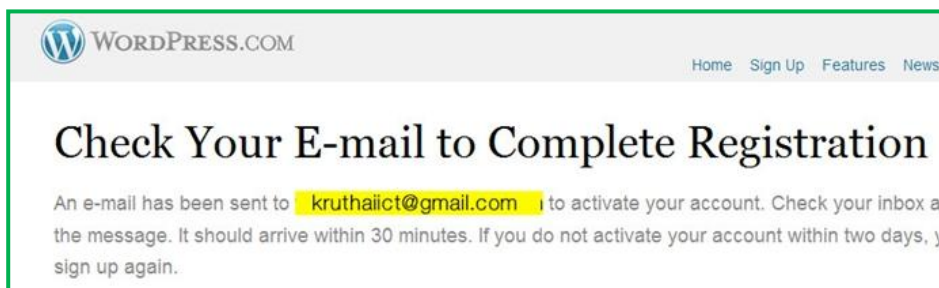 WORDPRESS.COM
Home Sign Up Features News
Check Your E-mail to Complete Registration
An e-mail has been sent to kruthaiict@gmail.com to activate your account. Check your inbox a
the message. It should arrive within 30 minutes. If you do not activate your account within two days, y
sign up again.